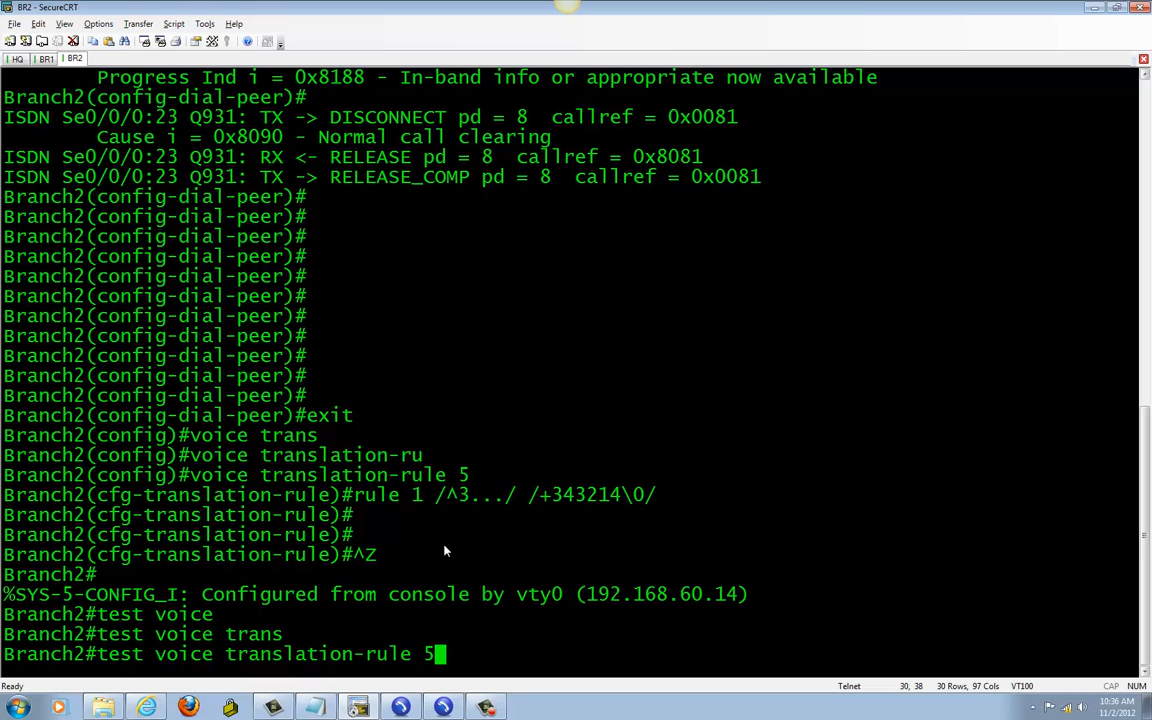 BR2 - SecureCRT
File Edit View Options Transfer Script Tools Help
HQ BR1 BR2
Progress Ind i = 0x8188 - In-band info or appropriate now available
Branch2(config-dial-peer)#
ISDN Se0/0/0:23 Q931: TX -> DISCONNECT pd = 8  callref = 0x0081
Cause i = 0x8090 - Normal call clearing
ISDN Se0/0/0:23 Q931: RX <- RELEASE pd = 8  callref = 0x8081
ISDN Se0/0/0:23 Q931: TX -> RELEASE_COMP pd = 8  callref = 0x0081
Branch2(config-dial-peer)#
Branch2(config-dial-peer)#
Branch2(config-dial-peer)#
Branch2(config-dial-peer)#
Branch2(config-dial-peer)#
Branch2(config-dial-peer)#
Branch2(config-dial-peer)#
Branch2(config-dial-peer)#
Branch2(config-dial-peer)#
Branch2(config-dial-peer)#
Branch2(config-dial-peer)#
Branch2(config-dial-peer)#exit
Branch2(config)#voice trans
Branch2(config)#voice translation-ru
Branch2(config)#voice translation-rule 5
Branch2(cfg-translation-rule)#rule 1 /^3.../ /+343214\0/
Branch2(cfg-translation-rule)#
Branch2(cfg-translation-rule)#
Branch2(cfg-translation-rule)#^Z
Branch2#
%SYS-5-CONFIG_I: Configured from console by vty0 (192.168.60.14)
Branch2#test voice
Branch2#test voice trans
Branch2#test voice translation-rule 5
Ready Telnet 30, 38 30 Rows, 97 Cols VT100 CAP NUM
10:36 AM
11/2/2012